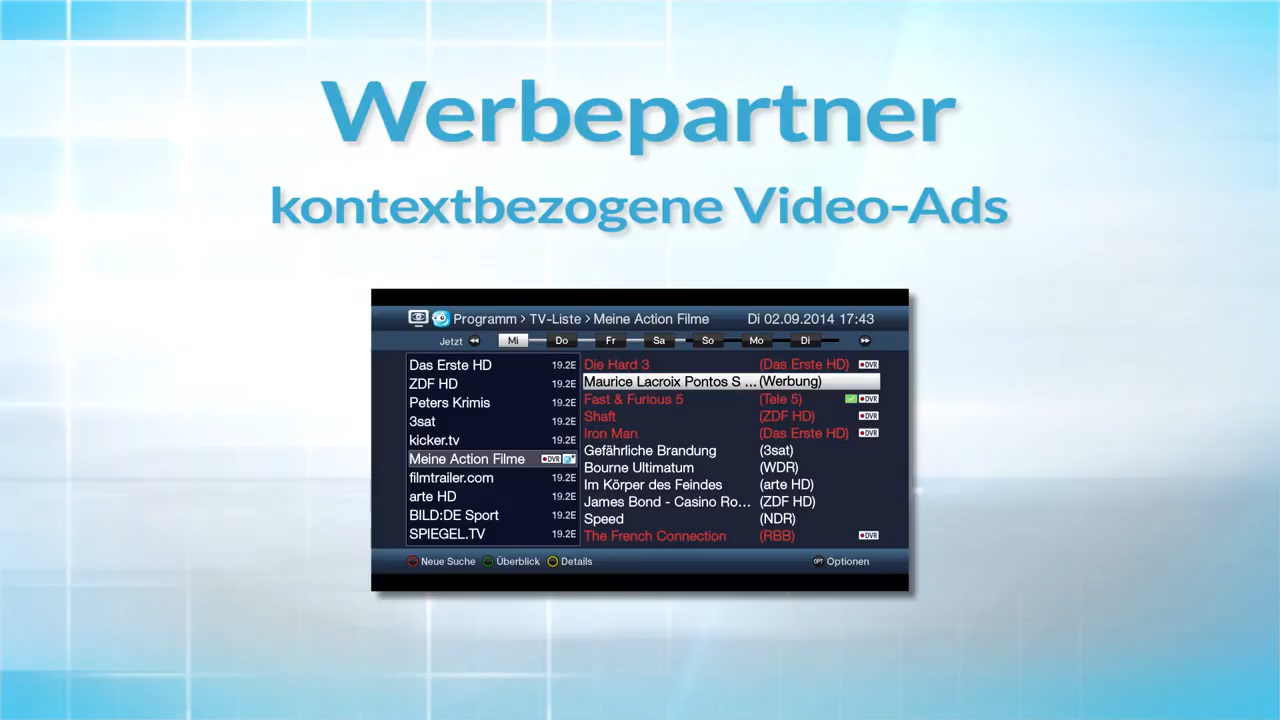 Werbepartner
kontextbezogene Video-Ads
Programm > TV-Liste > Meine Action Filme Di 02.09.2014 17:43
Jetzt Mi Do Fr Sa So Mo Di
Das Erste HD 19.2E
ZDF HD 19.2E
Peters Krimis 19.2E
3sat 19.2E
kicker.tv 19.2E
Meine Action Filme DVR
filmtrailer.com 19.2E
arte HD 19.2E
BILD:DE Sport 19.2E
SPIEGEL.TV 19.2E
Die Hard 3 (Das Erste HD) DVR
Maurice Lacroix Pontos S ... (Werbung)
Fast & Furious 5 (Tele 5) DVR
Shaft (ZDF HD) DVR
Iron Man (Das Erste HD) DVR
Gefährliche Brandung (3sat)
Bourne Ultimatum (WDR)
Im Körper des Feindes (arte HD)
James Bond - Casino Ro... (ZDF HD)
Speed (NDR)
The French Connection (RBB) DVR
Neue Suche Überblick Details OPT Optionen